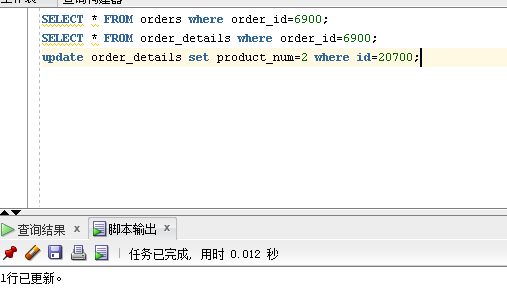 SELECT * FROM orders where order_id=6900;
SELECT * FROM order_details where order_id=6900;
update order_details set product_num=2 where id=20700;
查询结果 × 脚本输出 ×
任务已完成, 用时 0.012 秒
1行已更新。